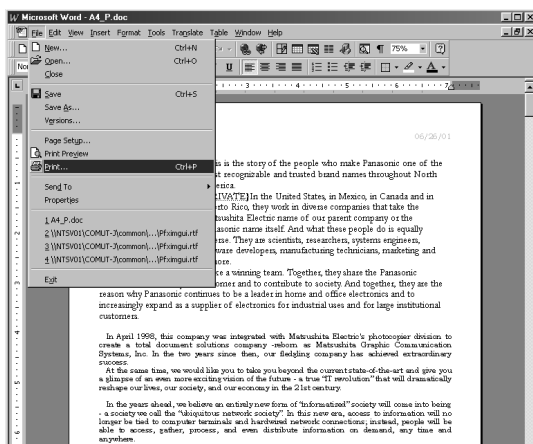 Microsoft Word - A4_P.doc
File Edit View Insert Format Tools Translate Table Window Help
75%
New... Ctrl+N
Open... Ctrl+O
Close
Save Ctrl+S
Save As...
Versions...
Page Setup...
Print Preview
Print... Ctrl+P
Send To
Properties
1 A4_P.doc
2 \\NTSV01\COMUT-J\common\...\Pfximgui.rtf
3 \\NTSV01\COMUT-J\common\...\Pfximgui.rtf
4 \\NTSV01\COMUT-J\common\...\Pfximgui.rtf
Exit
06/26/01
is the story of the people who make Panasonic one of the
st recognizable and trusted brand names throughout North
erica.
RIVATE}In the United States, in Mexico, in Canada and in
erto Rico, they work in diverse companies that take the
tsushita Electric name of our parent company or the
asonic name itself. And what these people do is equally
erse. They are scientists, researchers, systems engineers,
ware developers, manufacturing technicians, marketing and
ore.
e a winning team. Together, they share the Panasonic
omer and to contribute to society. And together, they are the
reason why Panasonic continues to be a leader in home and office electronics and to
increasingly expand as a supplier of electronics for industrial uses and for large institutional
customers.
In April 1998, this company was integrated with Matsushita Electric's photocopier division to
create a total document solutions company -reborn as Matsushita Graphic Communication
Systems, Inc. In the two years since then, our fledgling company has achieved extraordinary
success.
At the same time, we would like you to take you beyond the current state-of-the-art and give you
a glimpse of an even more exciting vision of the future - a true "IT revolution" that will dramatically
reshape our lives, our society, and our economy in the 21st century.
In the years ahead, we believe an entirely new form of "informatized" society will come into being
- a society we call the "ubiquitous network society". In this new era, access to information will no
longer be tied to computer terminals and hardwired network connections; instead, people will be
able to access, gather, process, and even distribute information on demand, any time and
anywhere.